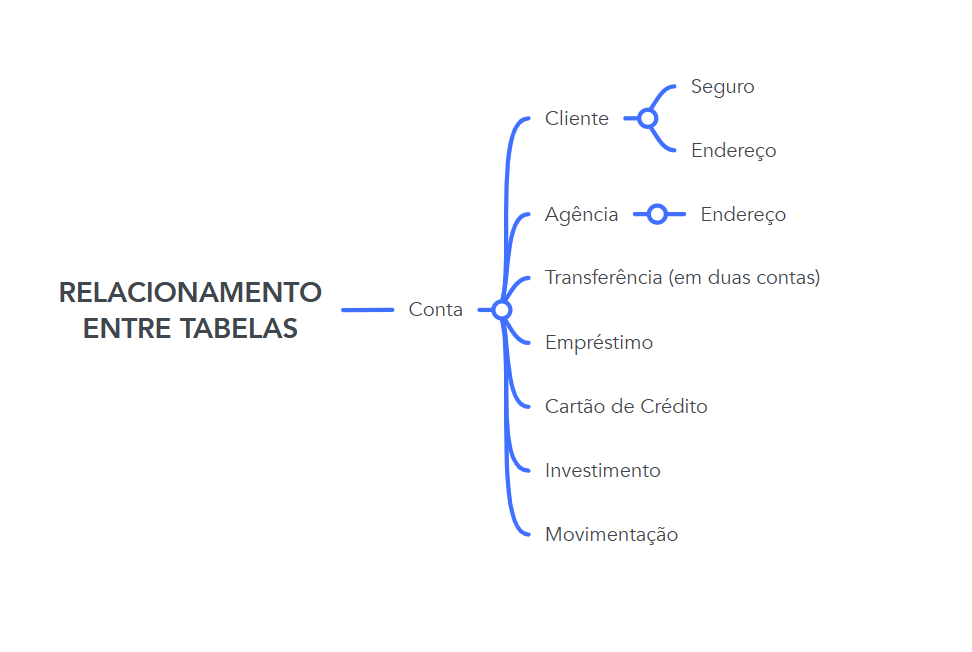 RELACIONAMENTO
ENTRE TABELAS
Conta
Cliente
Seguro
Endereço
Agência
Endereço
Transferência (em duas contas)
Empréstimo
Cartão de Crédito
Investimento
Movimentação